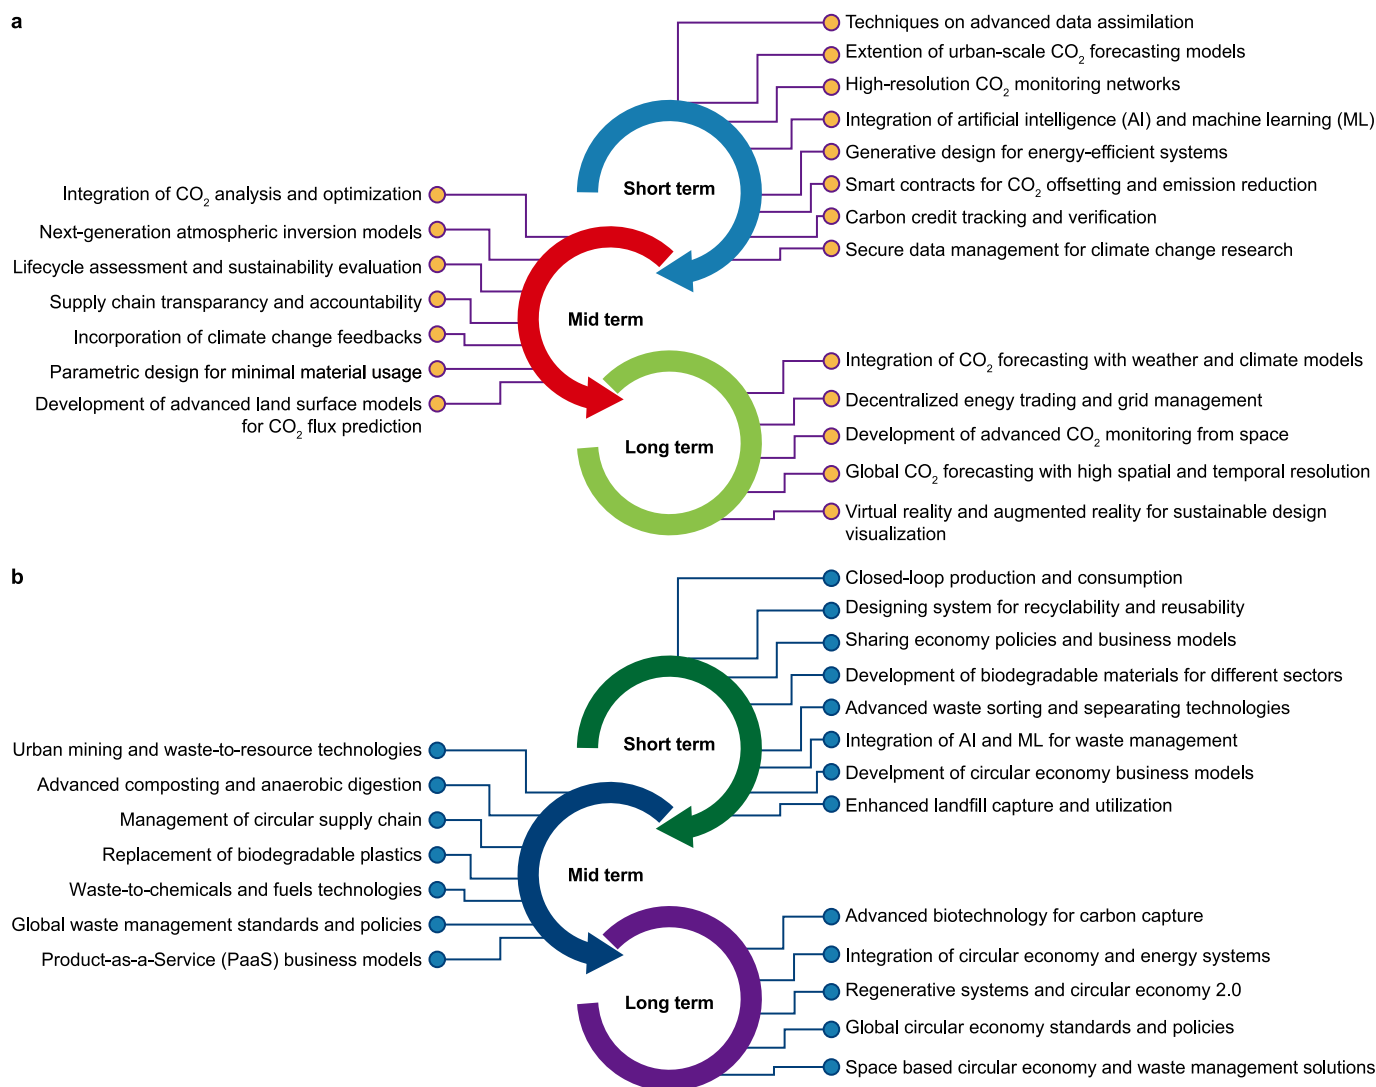 a
Techniques on advanced data assimilation
Extention of urban-scale CO₂ forecasting models
High-resolution CO₂ monitoring networks
Integration of artificial intelligence (AI) and machine learning (ML)
Generative design for energy-efficient systems
Smart contracts for CO₂ offsetting and emission reduction
Carbon credit tracking and verification
Secure data management for climate change research
Short term
Integration of CO₂ analysis and optimization
Next-generation atmospheric inversion models
Lifecycle assessment and sustainability evaluation
Supply chain transparancy and accountability
Incorporation of climate change feedbacks
Parametric design for minimal material usage
Development of advanced land surface models
for CO₂ flux prediction
Mid term
Integration of CO₂ forecasting with weather and climate models
Decentralized enegy trading and grid management
Development of advanced CO₂ monitoring from space
Global CO₂ forecasting with high spatial and temporal resolution
Virtual reality and augmented reality for sustainable design
visualization
Long term
b
Closed-loop production and consumption
Designing system for recyclability and reusability
Sharing economy policies and business models
Development of biodegradable materials for different sectors
Advanced waste sorting and sepearating technologies
Integration of AI and ML for waste management
Develpment of circular economy business models
Enhanced landfill capture and utilization
Short term
Urban mining and waste-to-resource technologies
Advanced composting and anaerobic digestion
Management of circular supply chain
Replacement of biodegradable plastics
Waste-to-chemicals and fuels technologies
Global waste management standards and policies
Product-as-a-Service (PaaS) business models
Mid term
Advanced biotechnology for carbon capture
Integration of circular economy and energy systems
Regenerative systems and circular economy 2.0
Global circular economy standards and policies
Space based circular economy and waste management solutions
Long term